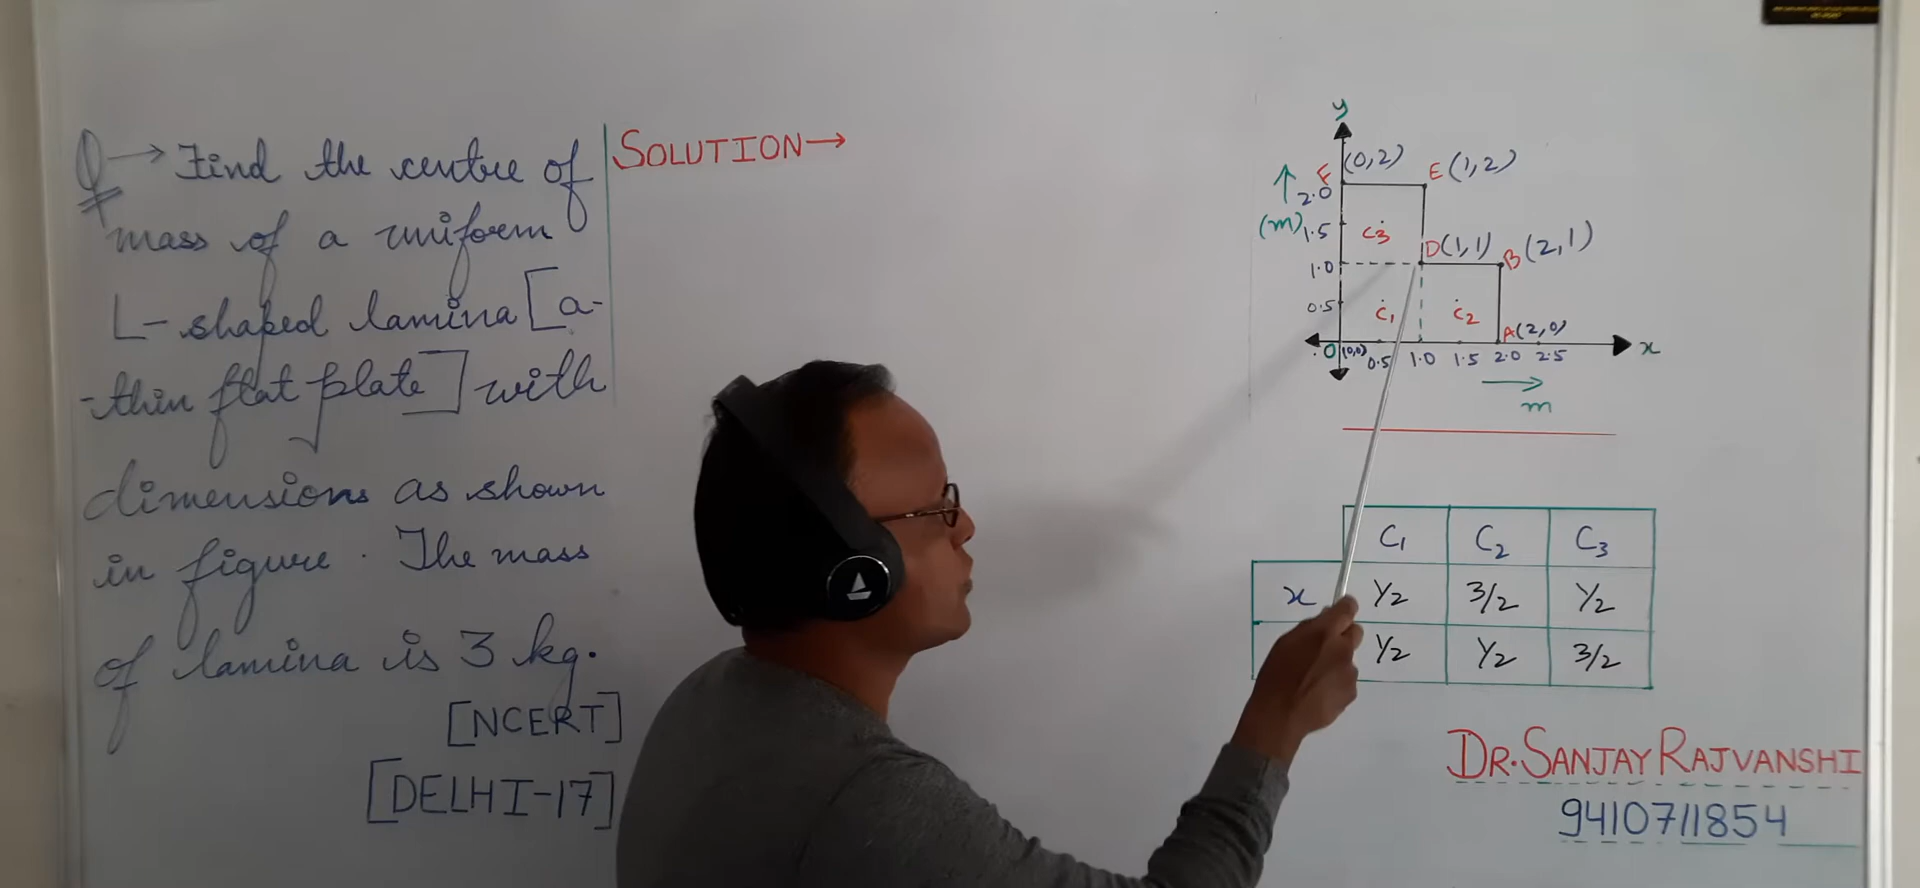 Q → Find the centre of
mass of a uniform
L-shaped lamina [a-
-thin flat plate] with
dimensions as shown
in figure. The mass
of lamina is 3 kg.
[NCERT]
[DELHI-17]
SOLUTION→
y
F (0,2) E (1,2)
↑ 2.0
(m) 1.5 C3
D(1,1) B (2,1)
1.0
0.5 C1 C2 A(2,0)
O (0,0) 0.5 1.0 1.5 2.0 2.5 x
→
m
C1 C2 C3
x 1/2 3/2 1/2
1/2 1/2 3/2
DR. SANJAY RAJVANSHI
9410711854